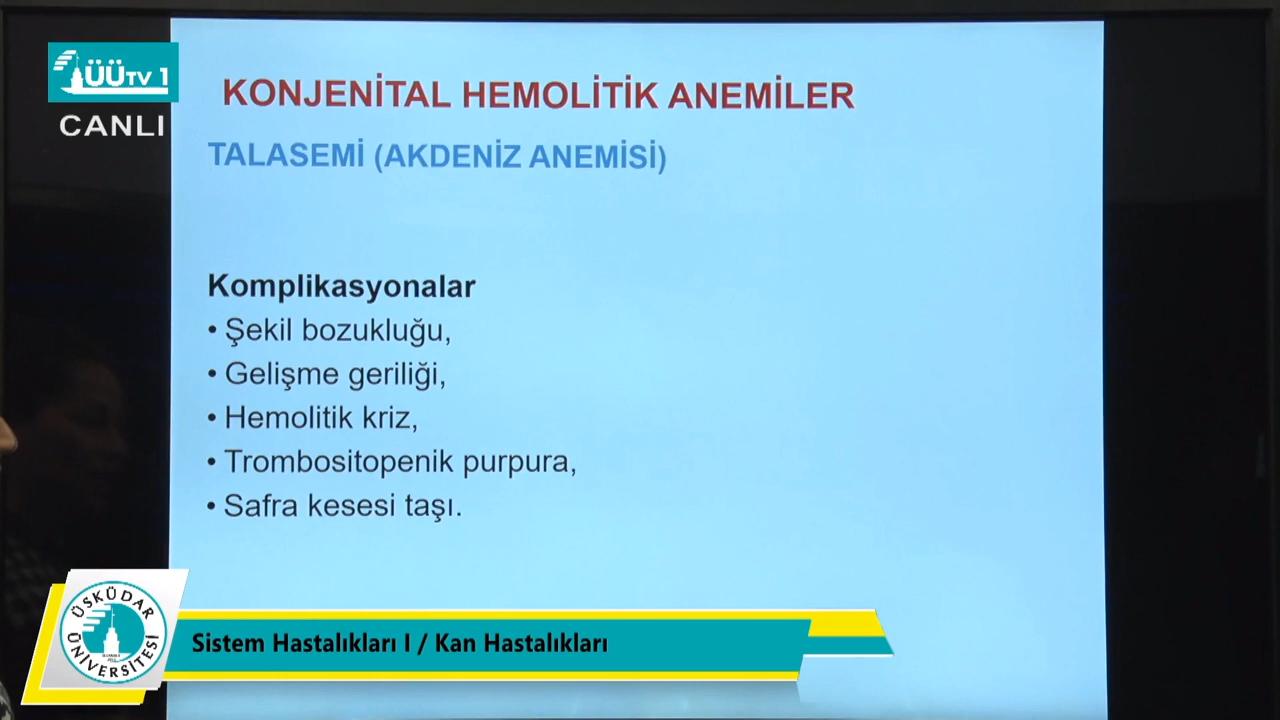 ÜÜTV 1
CANLI
KONJENİTAL HEMOLİTİK ANEMİLER
TALASEMİ (AKDENİZ ANEMİSİ)
Komplikasyonalar
• Şekil bozukluğu,
• Gelişme geriliği,
• Hemolitik kriz,
• Trombositopenik purpura,
• Safra kesesi taşı.
ÜSKÜDAR ÜNİVERSİTESİ
Sistem Hastalıkları I / Kan Hastalıkları